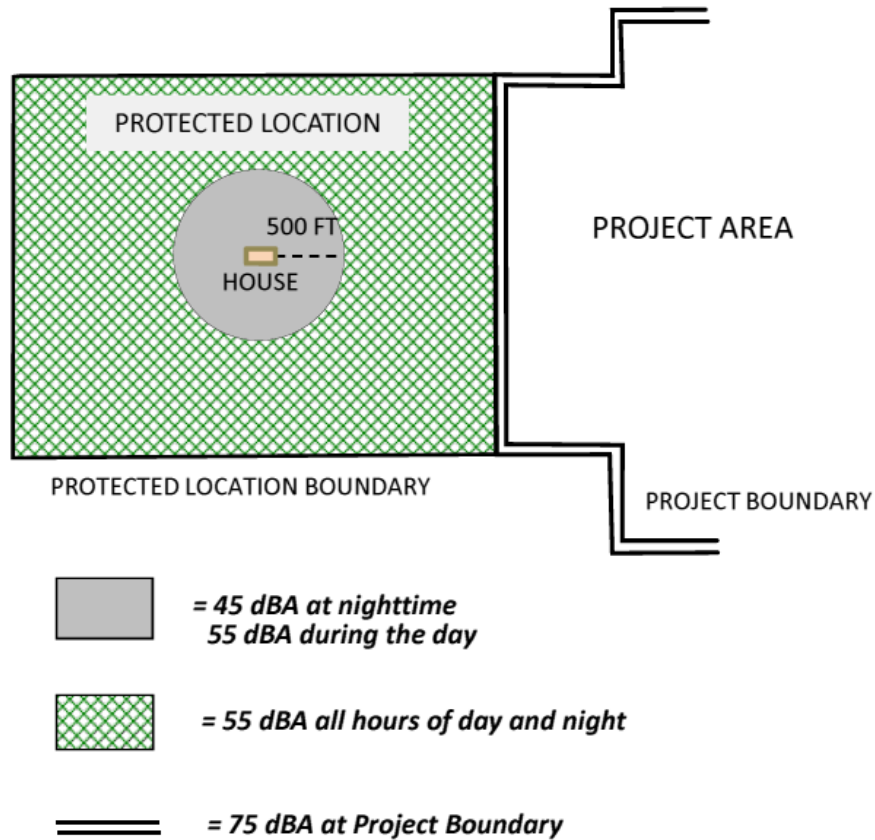 PROTECTED LOCATION
500 FT
PROJECT AREA
HOUSE
PROTECTED LOCATION BOUNDARY
PROJECT BOUNDARY
= 45 dBA at nighttime
55 dBA during the day
= 55 dBA all hours of day and night
= 75 dBA at Project Boundary